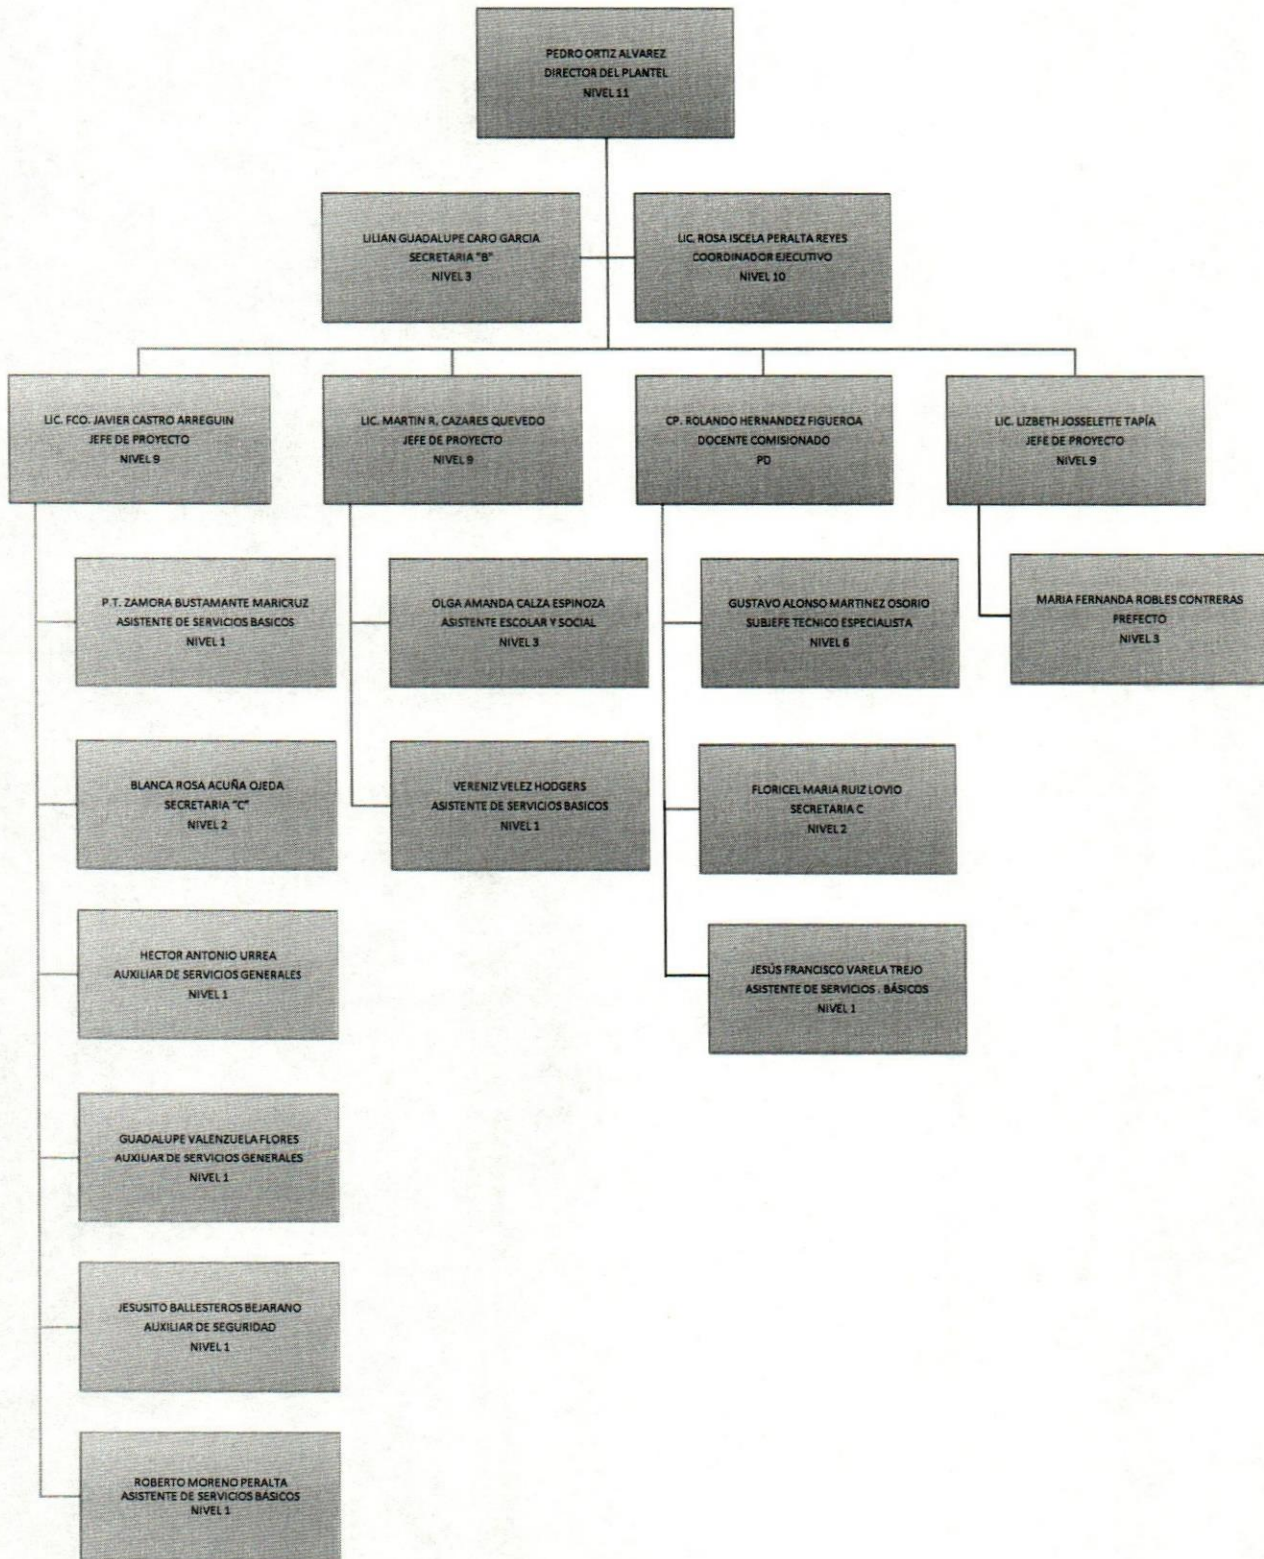 PEDRO ORTIZ ALVAREZ
DIRECTOR DEL PLANTEL
NIVEL 11
LILIAN GUADALUPE CARO GARCIA
SECRETARIA "B"
NIVEL 3
LIC. ROSA ISCELA PERALTA REYES
COORDINADOR EJECUTIVO
NIVEL 10
LIC. FCO. JAVIER CASTRO ARREGUIN
JEFE DE PROYECTO
NIVEL 9
LIC. MARTIN R. CAZARES QUEVEDO
JEFE DE PROYECTO
NIVEL 9
CP. ROLANDO HERNANDEZ FIGUEROA
DOCENTE COMISIONADO
PD
LIC. LIZBETH JOSSELETTE TAPÍA
JEFE DE PROYECTO
NIVEL 9
P.T. ZAMORA BUSTAMANTE MARICRUZ
ASISTENTE DE SERVICIOS BASICOS
NIVEL 1
OLGA AMANDA CALZA ESPINOZA
ASISTENTE ESCOLAR Y SOCIAL
NIVEL 3
GUSTAVO ALONSO MARTINEZ OSORIO
SUBJEFE TECNICO ESPECIALISTA
NIVEL 6
MARIA FERNANDA ROBLES CONTRERAS
PREFECTO
NIVEL 3
BLANCA ROSA ACUÑA OJEDA
SECRETARIA "C"
NIVEL 2
VERENIZ VELEZ HODGERS
ASISTENTE DE SERVICIOS BASICOS
NIVEL 1
FLORICEL MARIA RUIZ LOVIO
SECRETARIA C
NIVEL 2
HECTOR ANTONIO URREA
AUXILIAR DE SERVICIOS GENERALES
NIVEL 1
JESÚS FRANCISCO VARELA TREJO
ASISTENTE DE SERVICIOS . BÁSICOS
NIVEL 1
GUADALUPE VALENZUELA FLORES
AUXILIAR DE SERVICIOS GENERALES
NIVEL 1
JESUSITO BALLESTEROS BEJARANO
AUXILIAR DE SEGURIDAD
NIVEL 1
ROBERTO MORENO PERALTA
ASISTENTE DE SERVICIOS BÁSICOS
NIVEL 1